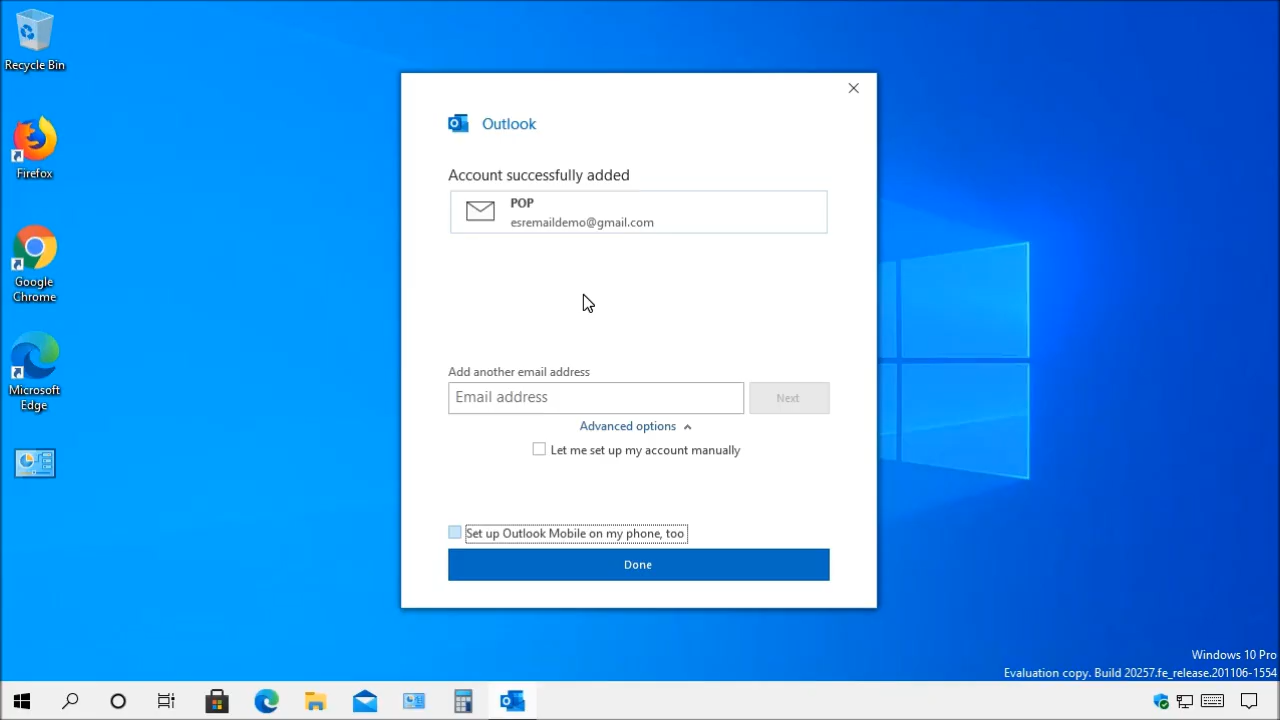 Recycle Bin
Firefox
Google
Chrome
Microsoft
Edge
Outlook
Account successfully added
POP
esremaildemo@gmail.com
Add another email address
Email address
Next
Advanced options
Let me set up my account manually
Set up Outlook Mobile on my phone, too
Done
Windows 10 Pro
Evaluation copy. Build 20257.fe_release.201106-1554